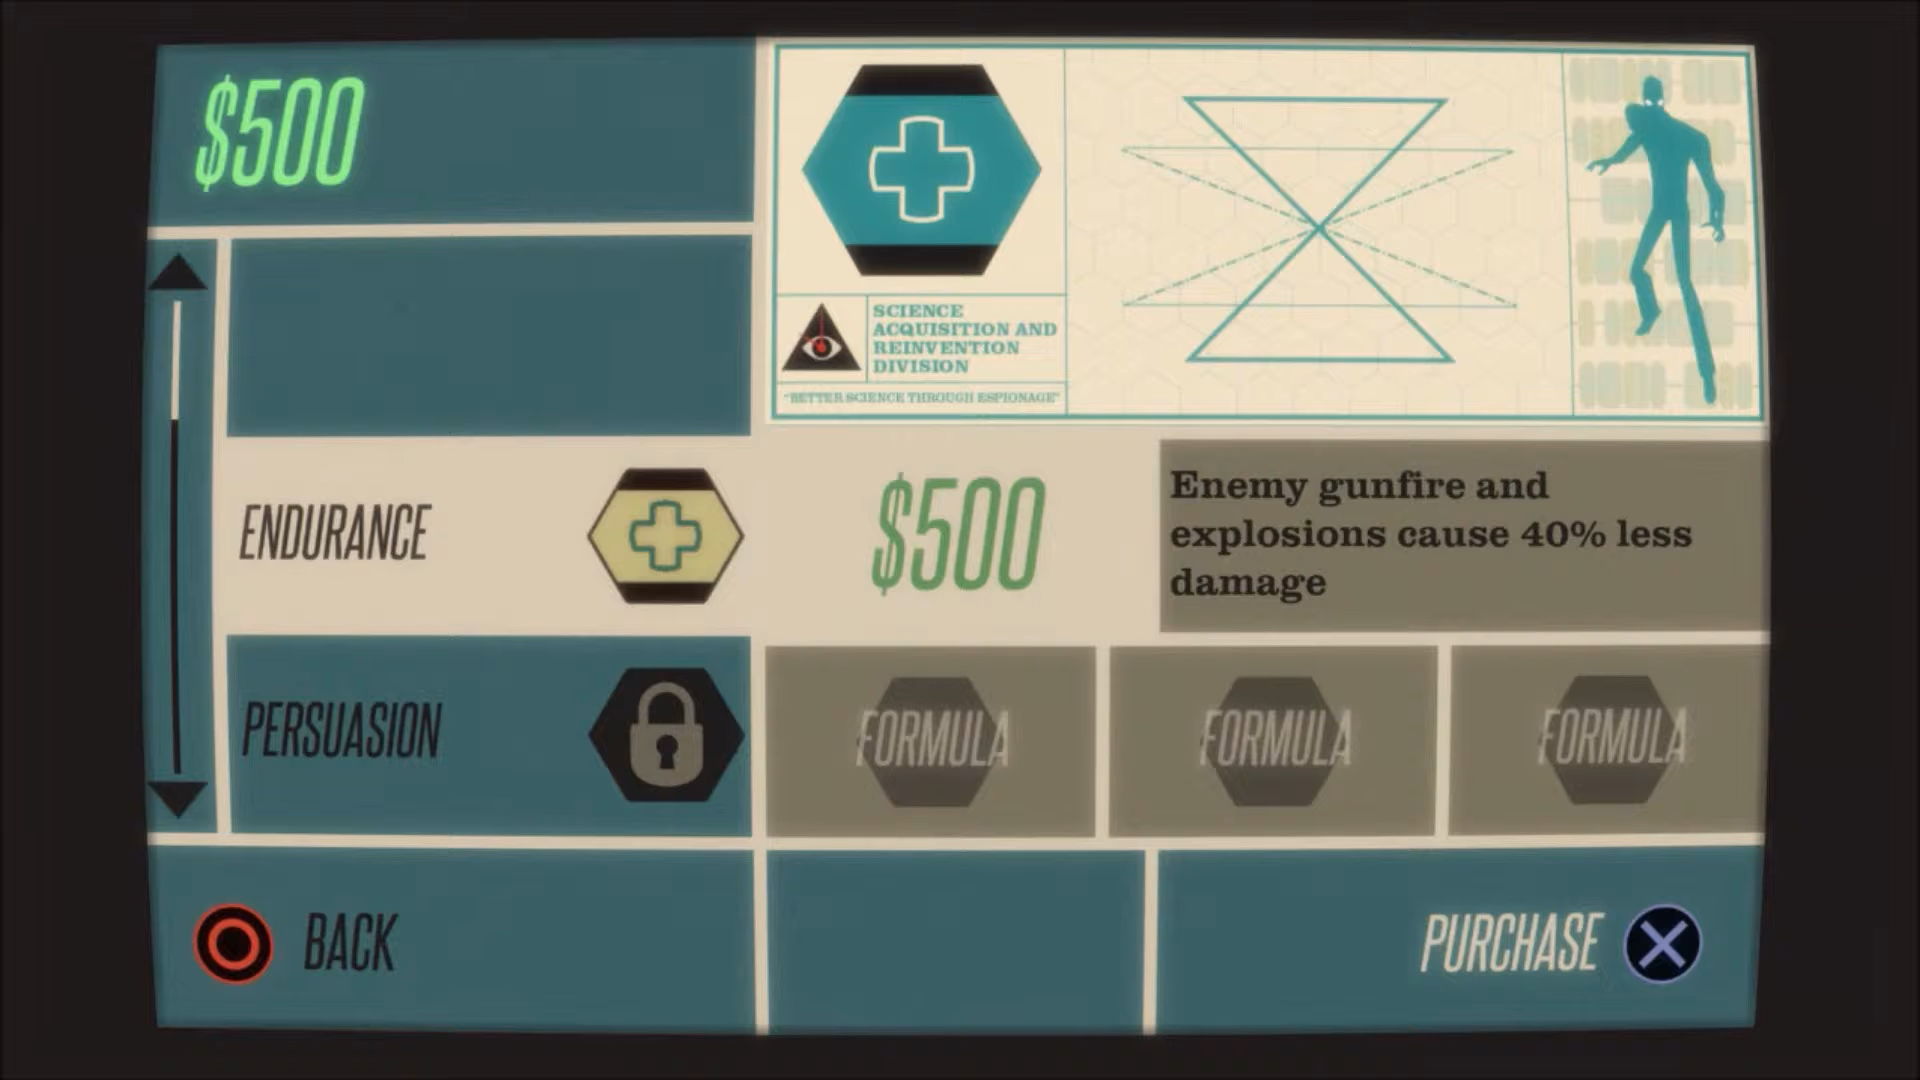 $500
SCIENCE
ACQUISITION AND
REINVENTION
DIVISION
"BETTER SCIENCE THROUGH ESPIONAGE"
ENDURANCE
$500
Enemy gunfire and
explosions cause 40% less
damage
PERSUASION
FORMULA
FORMULA
FORMULA
BACK
PURCHASE